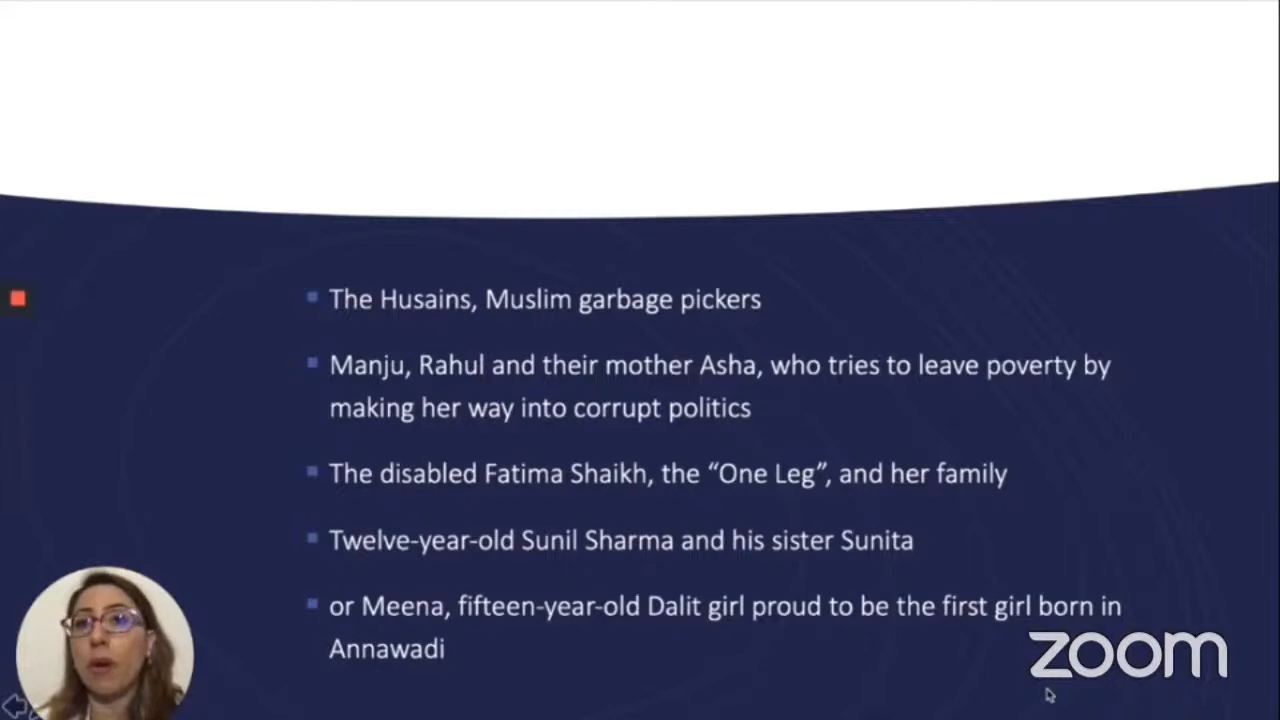 The Husains, Muslim garbage pickers
Manju, Rahul and their mother Asha, who tries to leave poverty by
making her way into corrupt politics
The disabled Fatima Shaikh, the “One Leg”, and her family
Twelve-year-old Sunil Sharma and his sister Sunita
or Meena, fifteen-year-old Dalit girl proud to be the first girl born in
Annawadi
zoom